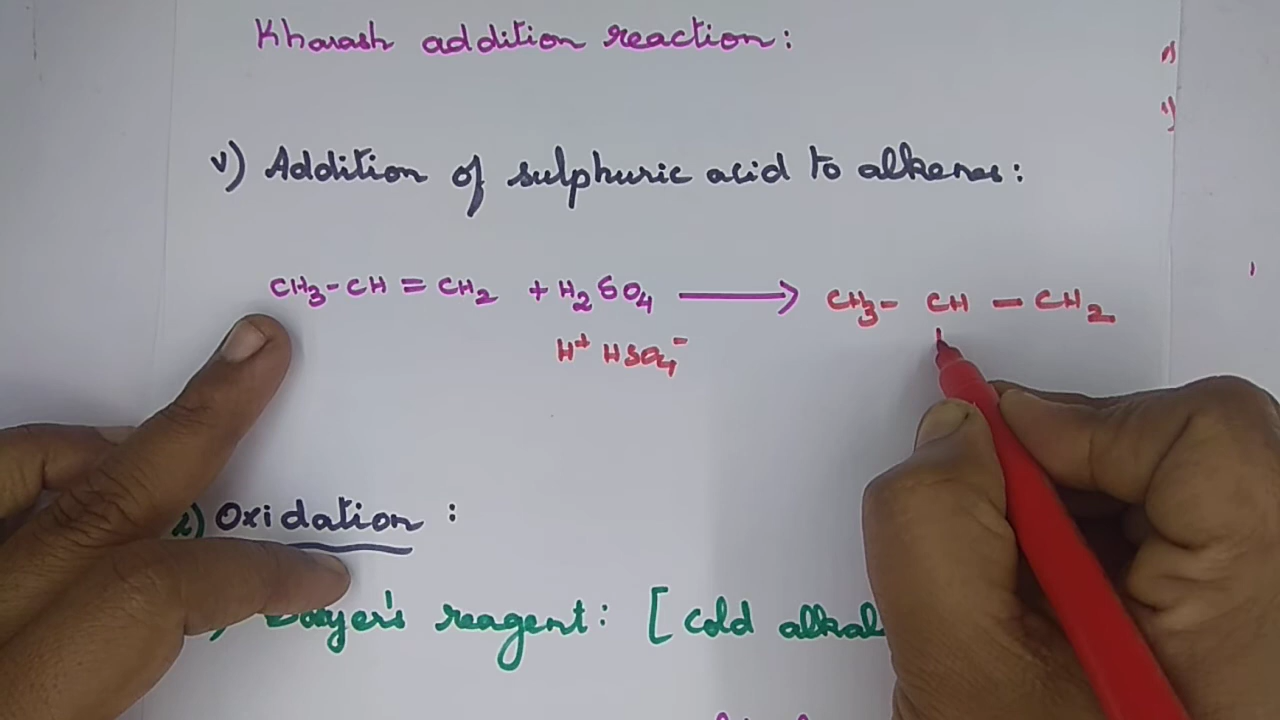 Kharash addition reaction:
v) Addition of sulphuric acid to alkenes:
CH3-CH=CH2 + H2SO4 ⟶ CH3- CH - CH2
H+ HSO4-
Oxidation :
reagent: [ cold